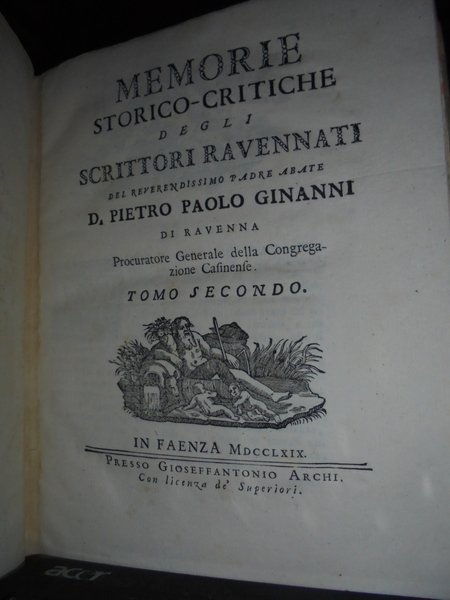 MEMORIE
STORICO-CRITICHE
DEGLI
SCRITTORI RAVENNATI
DEL REVERENDISSIMO PADRE ABATE
D. PIETRO PAOLO GINANNI
DI RAVENNA
Procuratore Generale della Congrega-
zione Casinense.
TOMO SECONDO.
IN FAENZA MDCCLXIX.
PRESSO GIOSEFFANTONIO ARCHI.
Con licenza de' Superiori.
acer